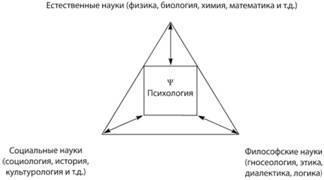 Естественные науки (физика, биология, химия, математика и т.д.)
Ψ
Психология
Социальные науки
(социология, история,
культурология и т.д.)
Философские науки
(гносеология, этика,
диалектика, логика)